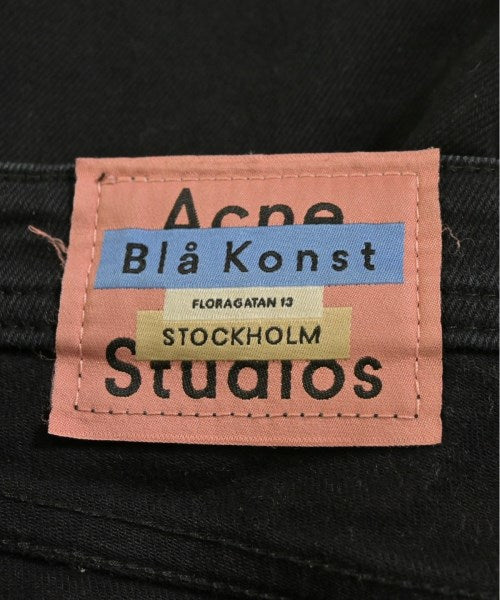 Acne
Blå Konst
FLORAGATAN 13
STOCKHOLM
Studios